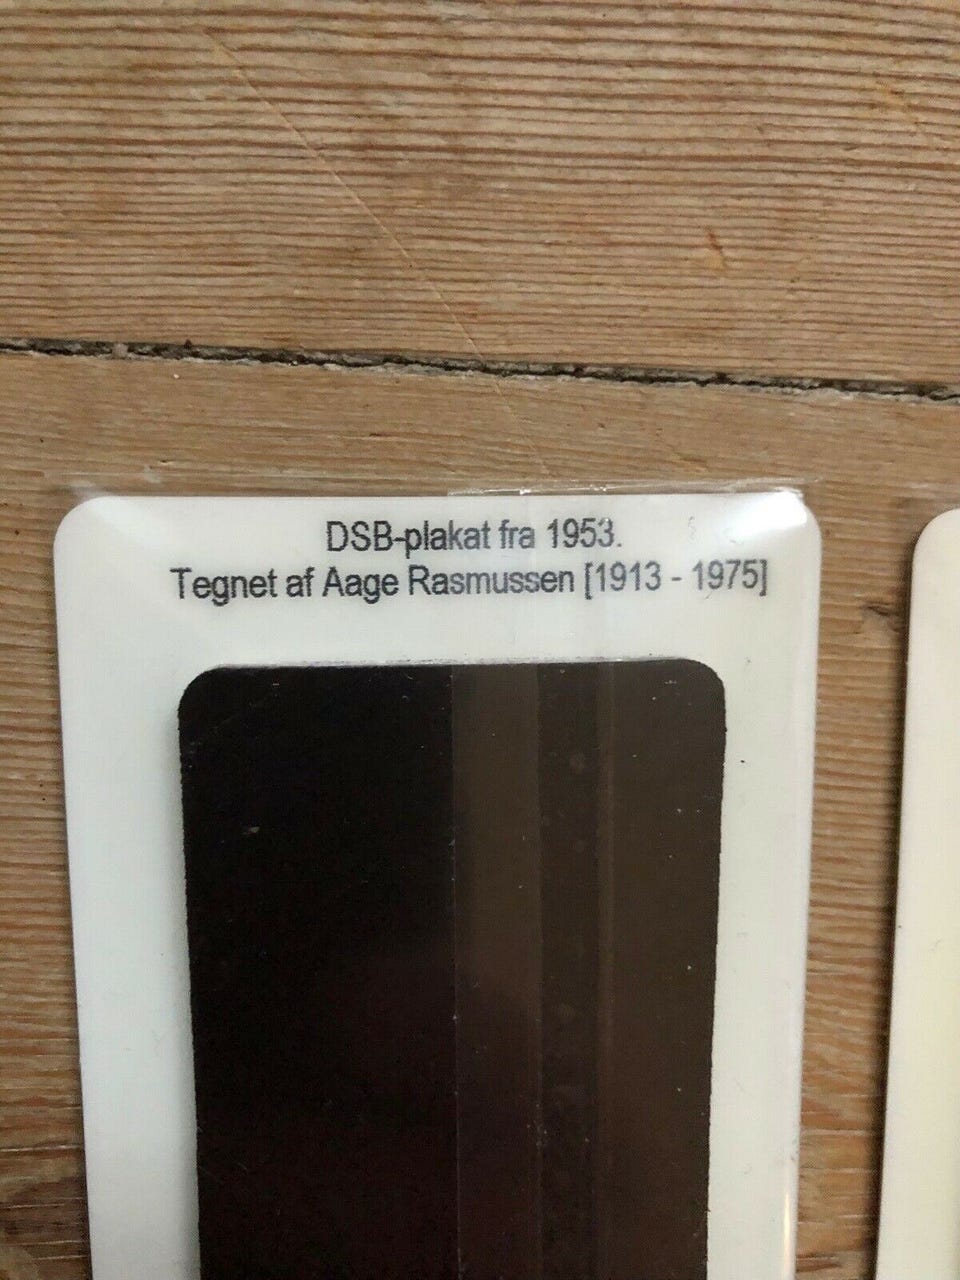 DSB-plakat fra 1953.
Tegnet af Aage Rasmussen [1913 - 1975]